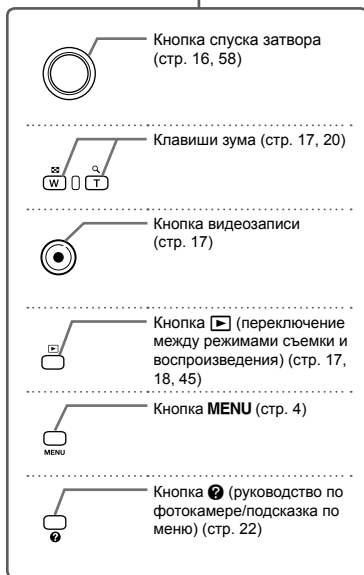 Кнопка спуска затвора
(стр. 16, 58)
Клавиши зума (стр. 17, 20)
W T
Кнопка видеозаписи
(стр. 17)
Кнопка ▶ (переключение
между режимами съемки и
воспроизведения) (стр. 17,
18, 45)
Кнопка MENU (стр. 4)
MENU
Кнопка ? (руководство по
фотокамере/подсказка по
меню) (стр. 22)
?